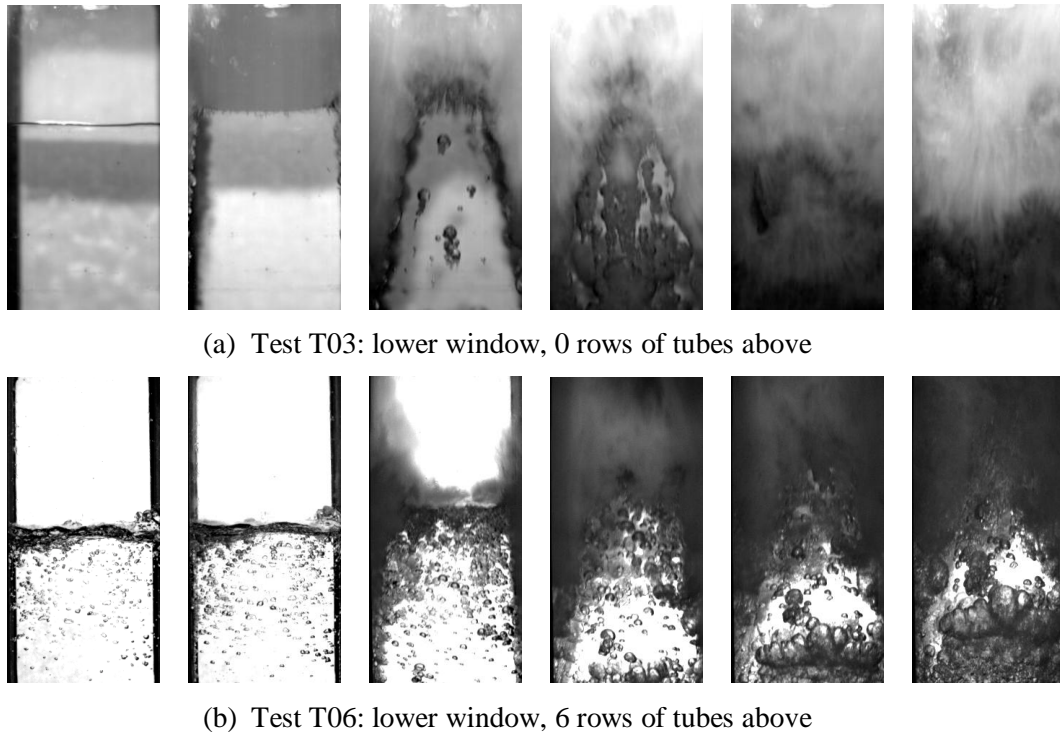 (a) Test T03: lower window, 0 rows of tubes above
(b) Test T06: lower window, 6 rows of tubes above